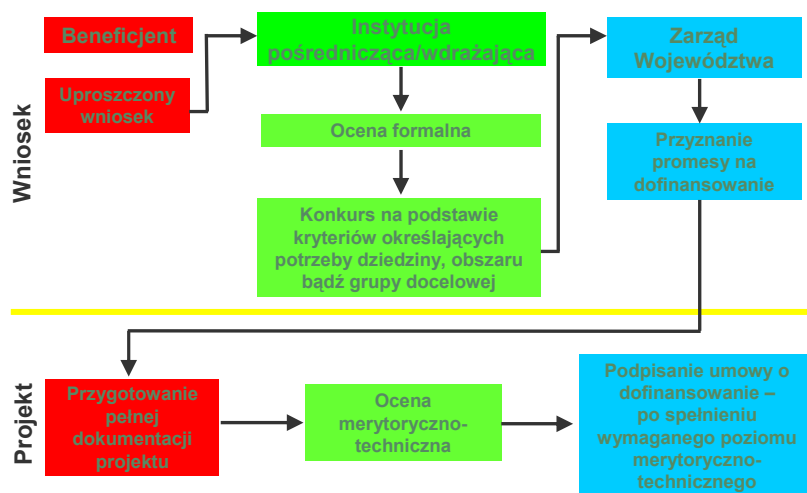 Beneficjent
Uproszczony
wniosek
Instytucja
pośrednicząca/wdrażająca
Ocena formalna
Konkurs na podstawie
kryteriów określających
potrzeby dziedziny, obszaru
bądź grupy docelowej
Zarząd
Województwa
Przyznanie
promesy na
dofinansowanie
Wniosek
Przygotowanie
pełnej
dokumentacji
projektu
Ocena
merytoryczno-
techniczna
Podpisanie umowy o
dofinansowanie –
po spełnieniu
wymaganego poziomu
merytoryczno-
technicznego
Projekt